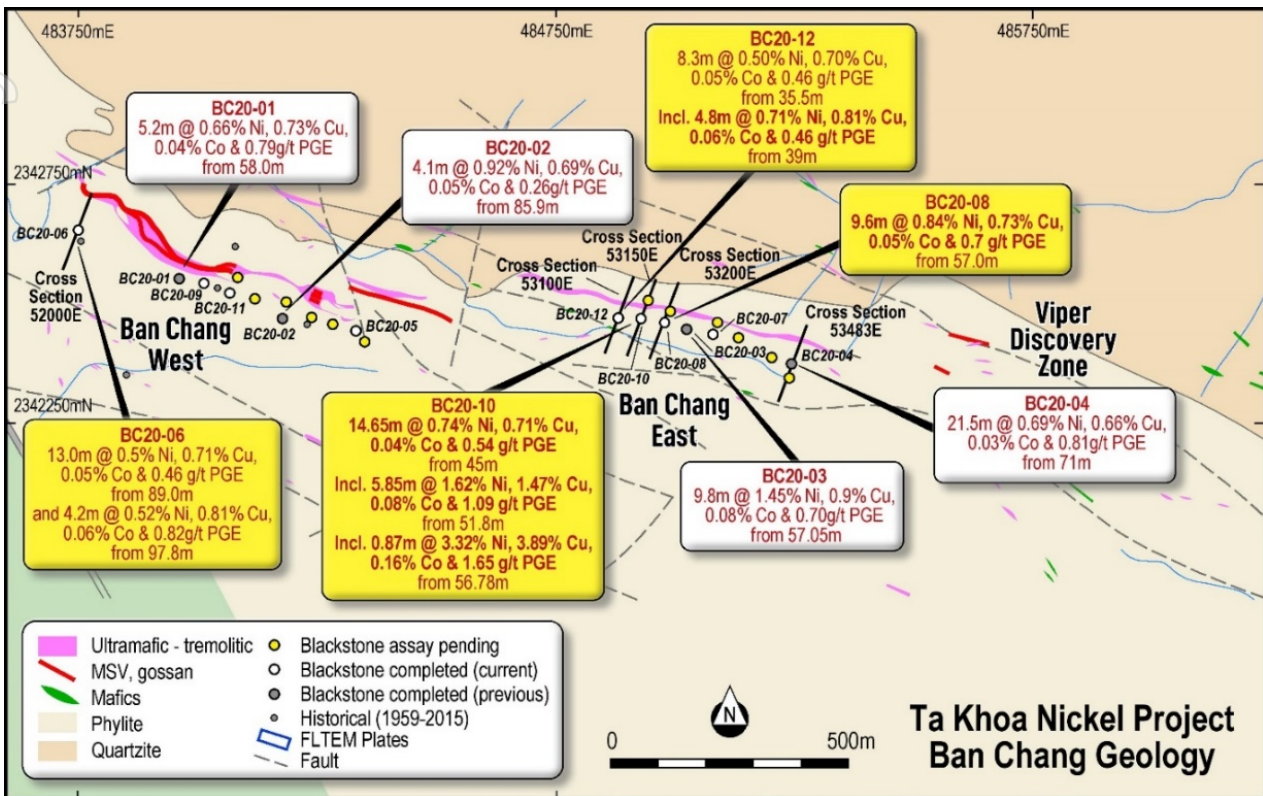 483750mE
484750mE
485750mE
2342750mN
2342250mN
BC20-01
5.2m @ 0.66% Ni, 0.73% Cu,
0.04% Co & 0.79g/t PGE
from 58.0m
BC20-02
4.1m @ 0.92% Ni, 0.69% Cu,
0.05% Co & 0.26g/t PGE
from 85.9m
BC20-12
8.3m @ 0.50% Ni, 0.70% Cu,
0.05% Co & 0.46 g/t PGE
from 35.5m
Incl. 4.8m @ 0.71% Ni, 0.81% Cu,
0.06% Co & 0.46 g/t PGE
from 39m
BC20-08
9.6m @ 0.84% Ni, 0.73% Cu,
0.05% Co & 0.7 g/t PGE
from 57.0m
BC20-06
Cross
Section
52000E
BC20-01
BC20-09
BC20-11
BC20-02
BC20-05
Ban Chang
West
Cross Section
53100E
Cross Section
53150E
Cross Section
53200E
Cross Section
53483E
BC20-12
BC20-10
BC20-08
BC20-07
BC20-03
BC20-04
Ban Chang
East
Viper
Discovery
Zone
BC20-06
13.0m @ 0.5% Ni, 0.71% Cu,
0.05% Co & 0.46 g/t PGE
from 89.0m
and 4.2m @ 0.52% Ni, 0.81% Cu,
0.06% Co & 0.82g/t PGE
from 97.8m
BC20-10
14.65m @ 0.74% Ni, 0.71% Cu,
0.04% Co & 0.54 g/t PGE
from 45m
Incl. 5.85m @ 1.62% Ni, 1.47% Cu,
0.08% Co & 1.09 g/t PGE
from 51.8m
Incl. 0.87m @ 3.32% Ni, 3.89% Cu,
0.16% Co & 1.65 g/t PGE
from 56.78m
BC20-03
9.8m @ 1.45% Ni, 0.9% Cu,
0.08% Co & 0.70g/t PGE
from 57.05m
BC20-04
21.5m @ 0.69% Ni, 0.66% Cu,
0.03% Co & 0.81g/t PGE
from 71m
Ultramafic - tremolitic
MSV, gossan
Mafics
Phylite
Quartzite
Blackstone assay pending
Blackstone completed (current)
Blackstone completed (previous)
Historical (1959-2015)
FLTEM Plates
Fault
N
0 500m
Ta Khoa Nickel Project
Ban Chang Geology